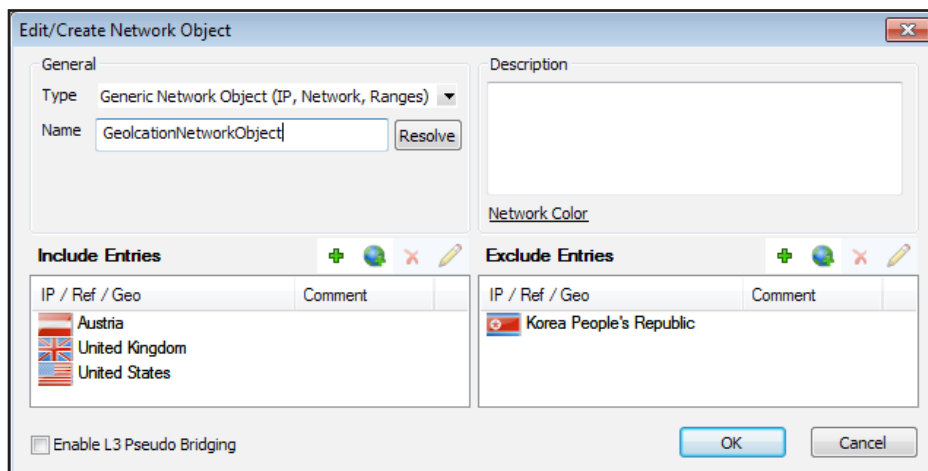 Edit/Create Network Object
General
Type Generic Network Object (IP, Network, Ranges)
Name GeolcationNetworkObject Resolve
Description
Network Color
Include Entries
IP / Ref / Geo Comment
Austria
United Kingdom
United States
Exclude Entries
IP / Ref / Geo Comment
Korea People's Republic
Enable L3 Pseudo Bridging
OK Cancel